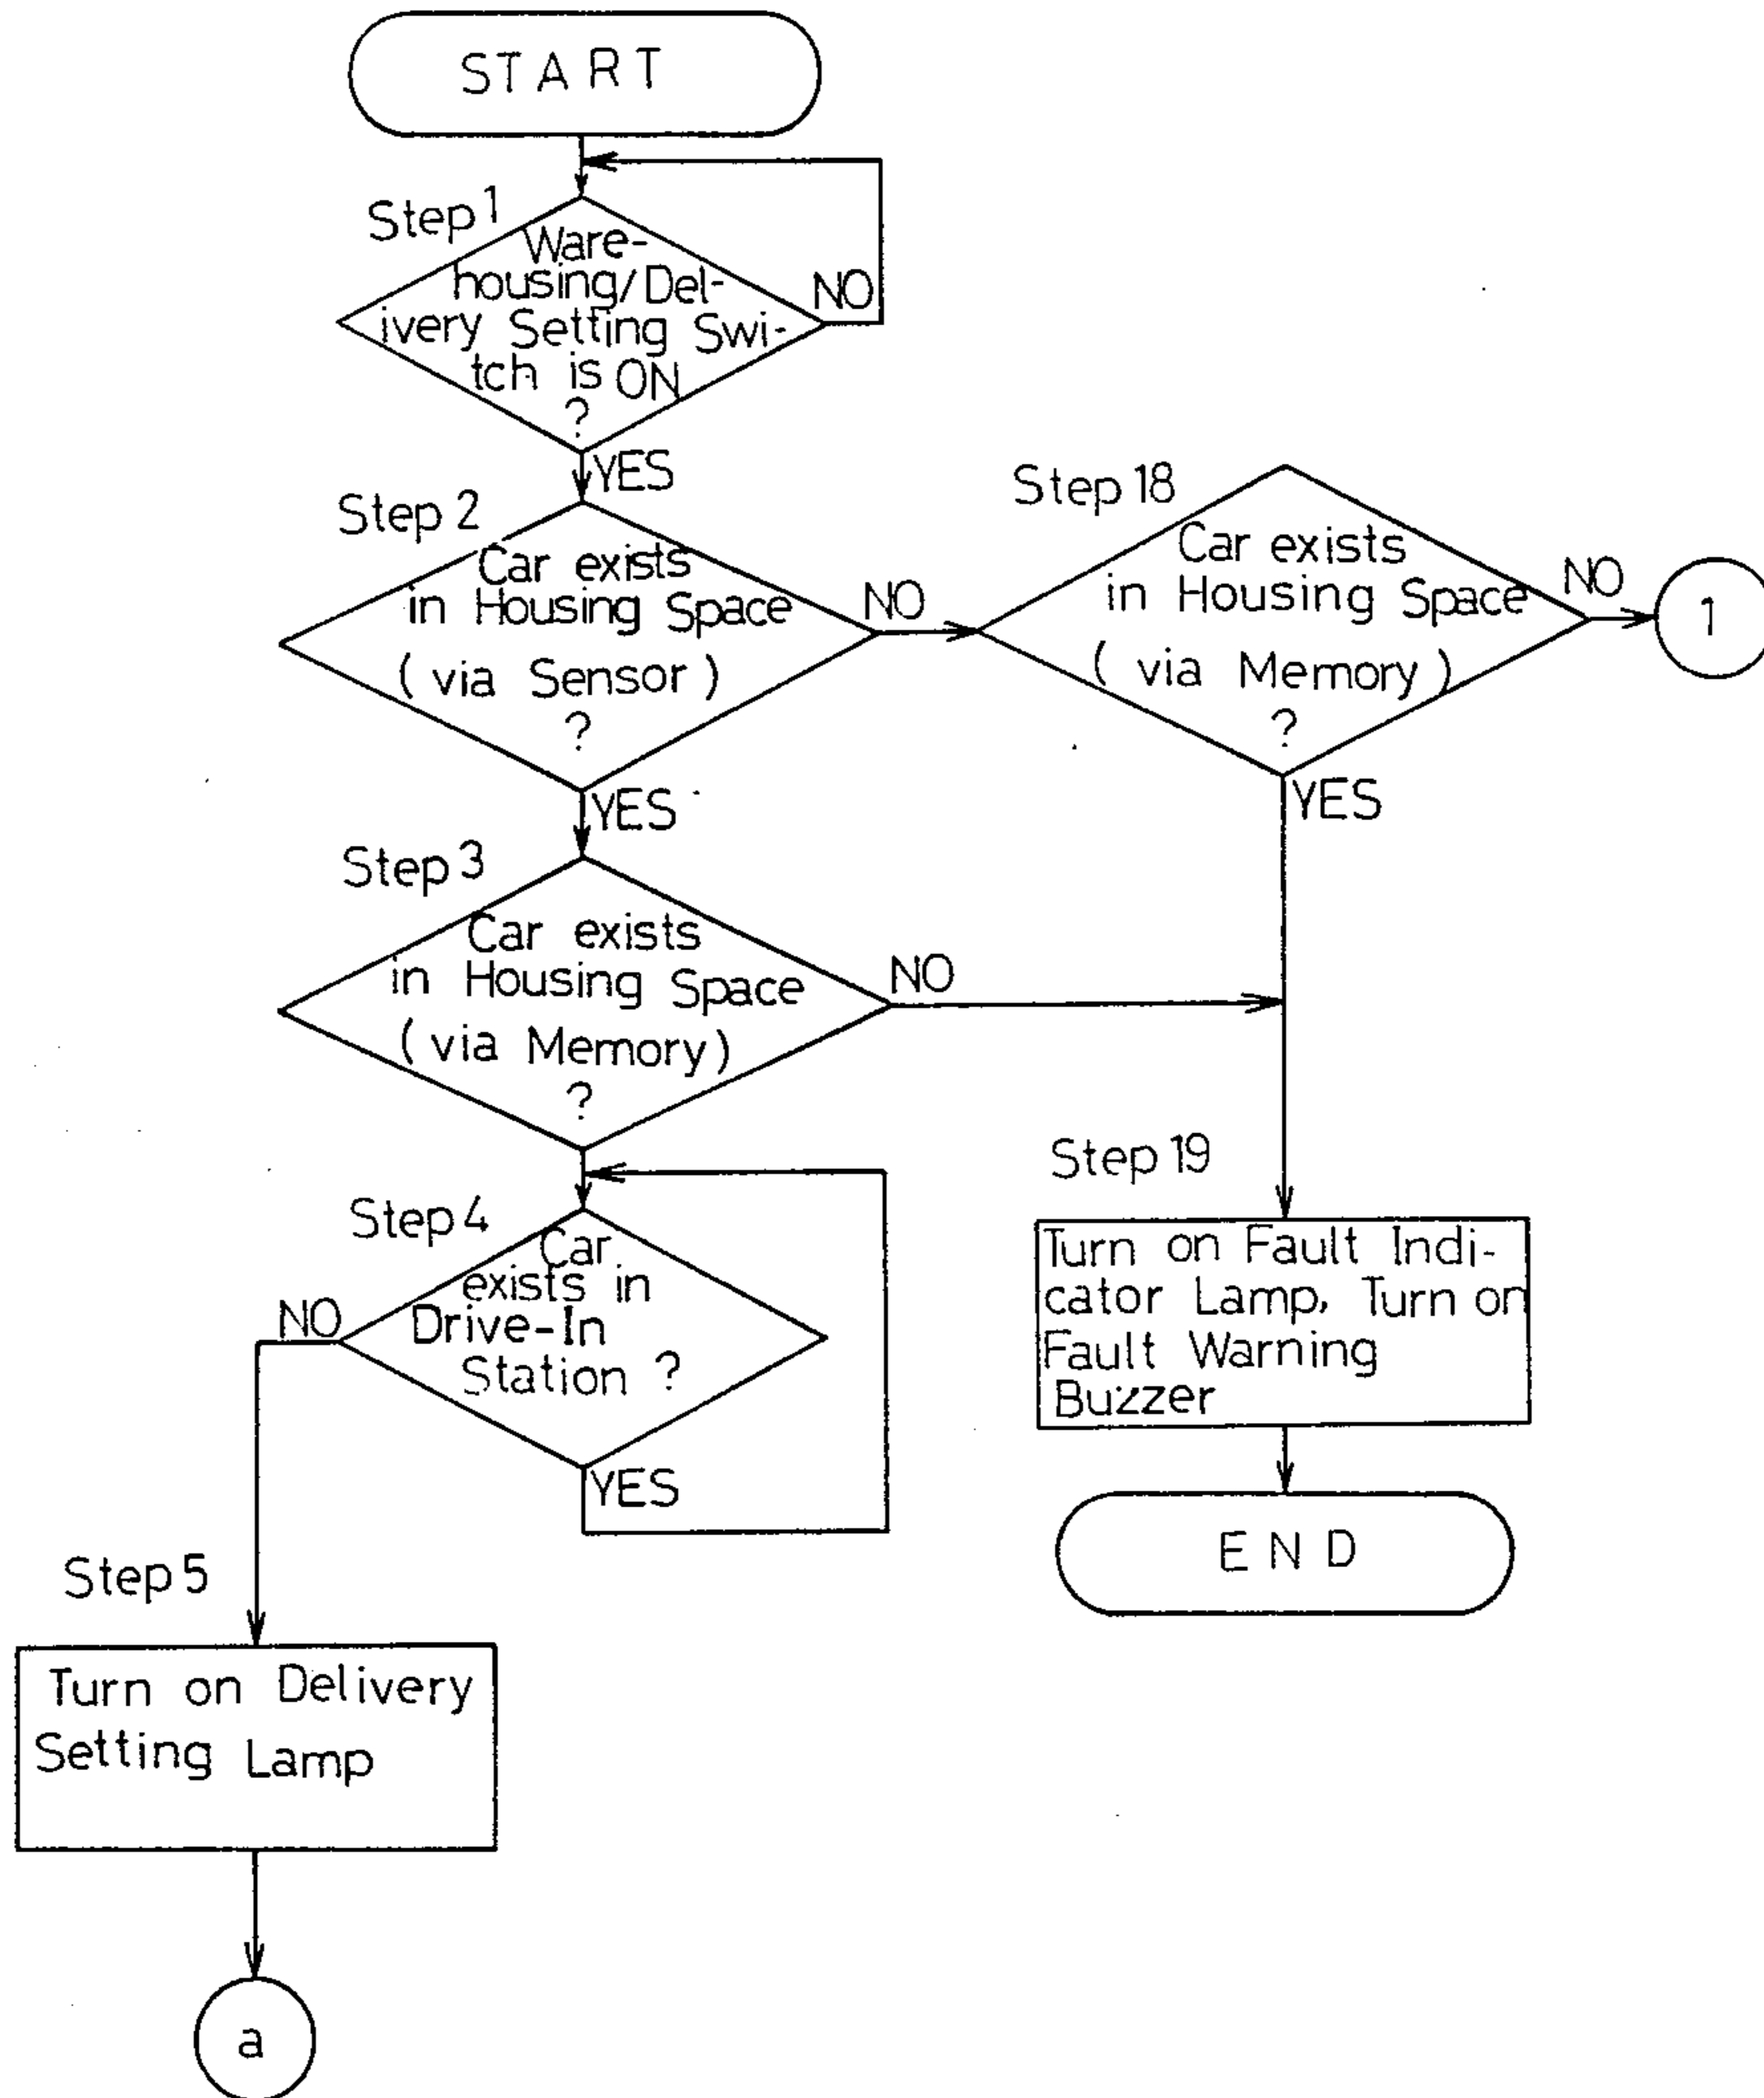 START
Step 1
Ware-
housing/Del-
ivery Setting Swi-
tch is ON
?
NO
YES
Step 2
Car exists
in Housing Space
(via Sensor)
?
NO
YES
Step 18
Car exists
in Housing Space
(via Memory)
?
NO
1
YES
Step 3
Car exists
in Housing Space
(via Memory)
?
NO
Step 4
Car
exists in
Drive-In
Station ?
NO
YES
Step 19
Turn on Fault Indi-
cator Lamp, Turn on
Fault Warning
Buzzer
END
Step 5
Turn on Delivery
Setting Lamp
a